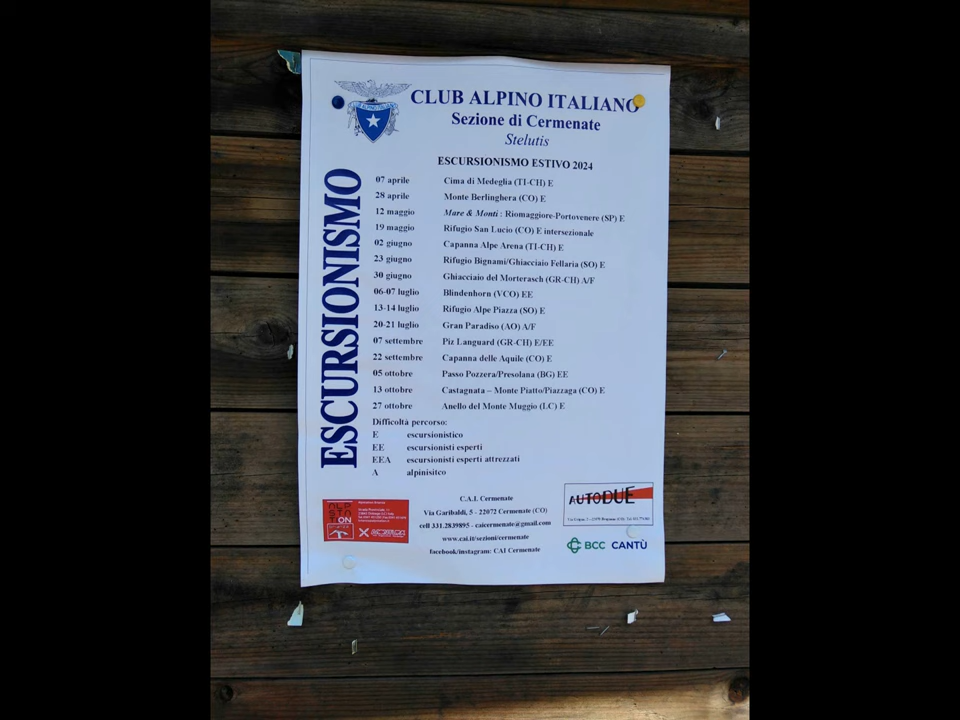 CLUB ALPINO ITALIANO
Sezione di Cermenate
Stelutis
ESCURSIONISMO ESTIVO 2024
ESCURSIONISMO
07 aprile Cima di Medeglia (TI-CH) E
28 aprile Monte Berlinghera (CO) E
12 maggio Mare & Monti : Riomaggiore-Portovenere (SP) E
19 maggio Rifugio San Lucio (CO) E intersezionale
02 giugno Capanna Alpe Arena (TI-CH) E
23 giugno Rifugio Bignami/Ghiacciaio Fellaria (SO) E
30 giugno Ghiacciaio del Morterasch (GR-CH) A/F
06-07 luglio Blindenhorn (VCO) EE
13-14 luglio Rifugio Alpe Piazza (SO) E
20-21 luglio Gran Paradiso (AO) A/F
07 settembre Piz Languard (GR-CH) E/EE
22 settembre Capanna delle Aquile (CO) E
05 ottobre Passo Pozzera/Presolana (BG) EE
13 ottobre Castagnata – Monte Piatto/Piazzaga (CO) E
27 ottobre Anello del Monte Muggio (LC) E
Difficoltà percorso:
E escursionistico
EE escursionisti esperti
EEA escursionisti esperti attrezzati
A alpinisitco
C.A.I. Cermenate
Via Garibaldi, 5 - 22072 Cermenate (CO)
cell 331.2839895 - caicermenate@gmail.com
www.cai.it/sezioni/cermenate
facebook/instagram: CAI Cermenate
ALP
STA
TION
AUTODUE
BCC CANTÙ